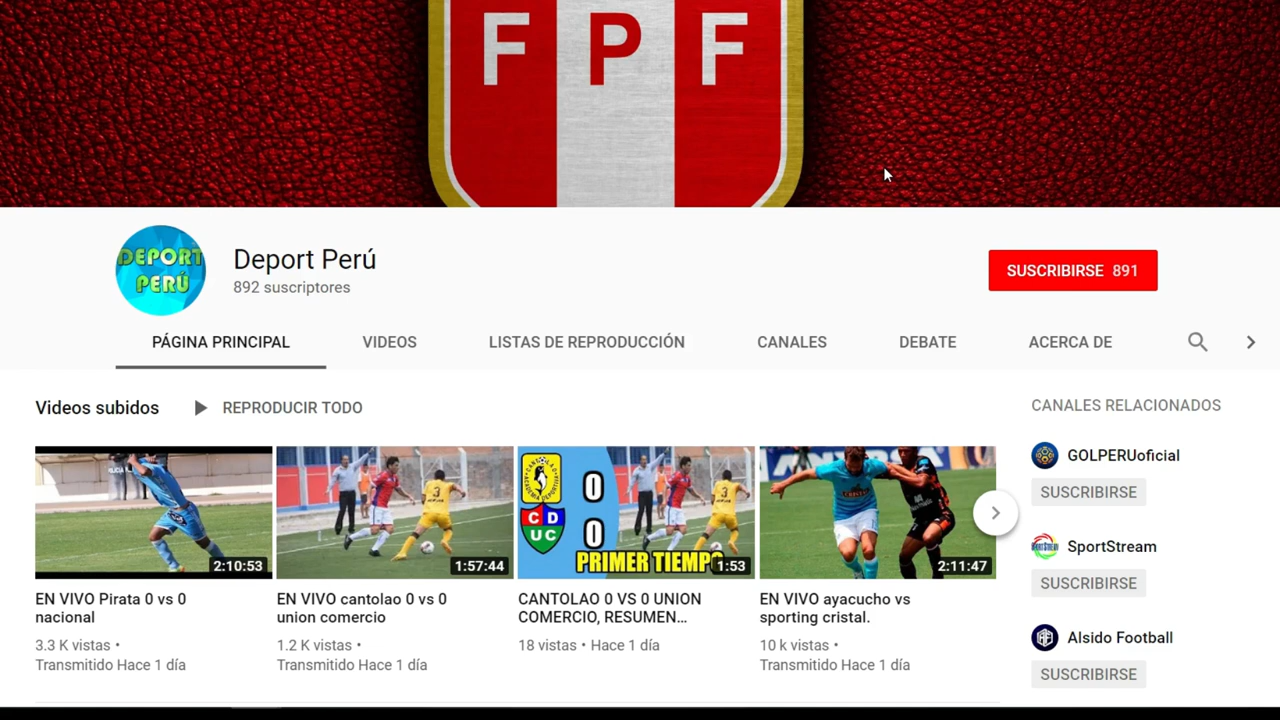 F P F
DEPORT
PERÚ
Deport Perú
892 suscriptores
SUSCRIBIRSE 891
PÁGINA PRINCIPAL
VIDEOS
LISTAS DE REPRODUCCIÓN
CANALES
DEBATE
ACERCA DE
Videos subidos
REPRODUCIR TODO
2:10:53
EN VIVO Pirata 0 vs 0
nacional
3.3 K vistas •
Transmitido Hace 1 día
1:57:44
EN VIVO cantolao 0 vs 0
union comercio
1.2 K vistas •
Transmitido Hace 1 día
0
CD
UC
0
PRIMER TIEMPO
1:53
CANTOLAO 0 VS 0 UNION
COMERCIO, RESUMEN...
18 vistas • Hace 1 día
2:11:47
EN VIVO ayacucho vs
sporting cristal.
10 k vistas •
Transmitido Hace 1 día
CANALES RELACIONADOS
GOLPERUoficial
SUSCRIBIRSE
SportStream
SUSCRIBIRSE
Alsido Football
SUSCRIBIRSE